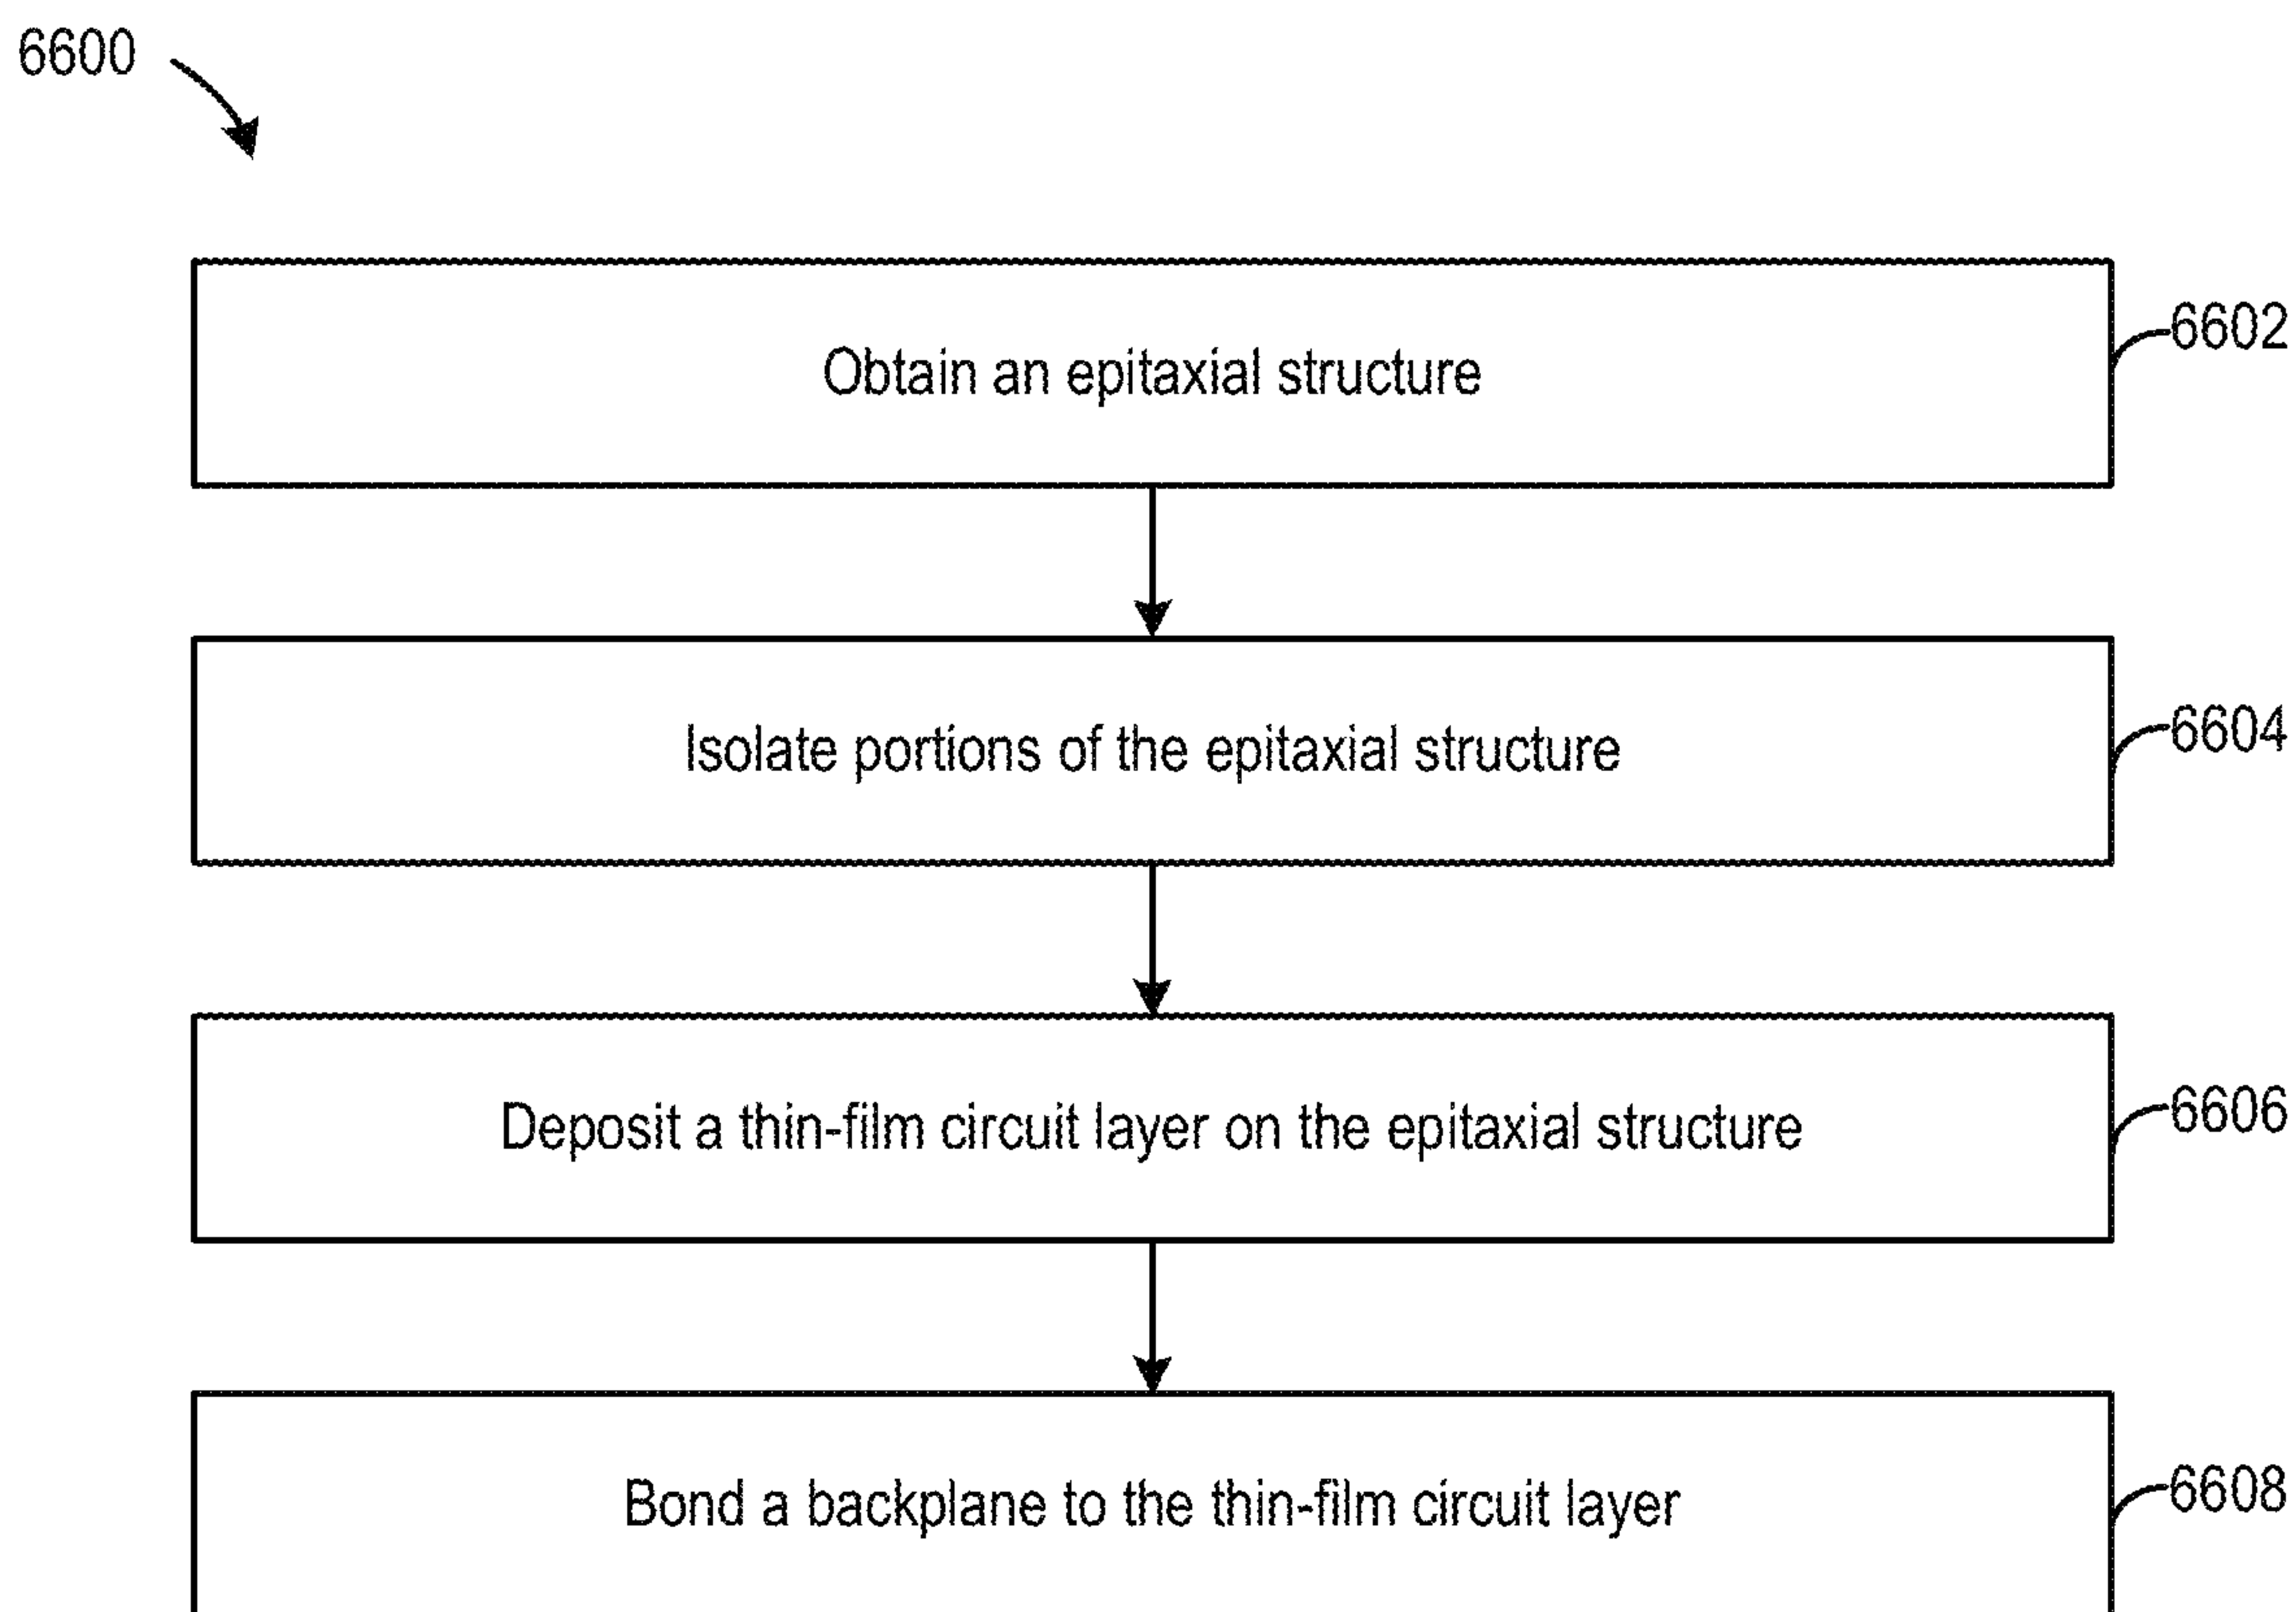 6600
Obtain an epitaxial structure
6602
Isolate portions of the epitaxial structure
6604
Deposit a thin-film circuit layer on the epitaxial structure
6606
Bond a backplane to the thin-film circuit layer
6608